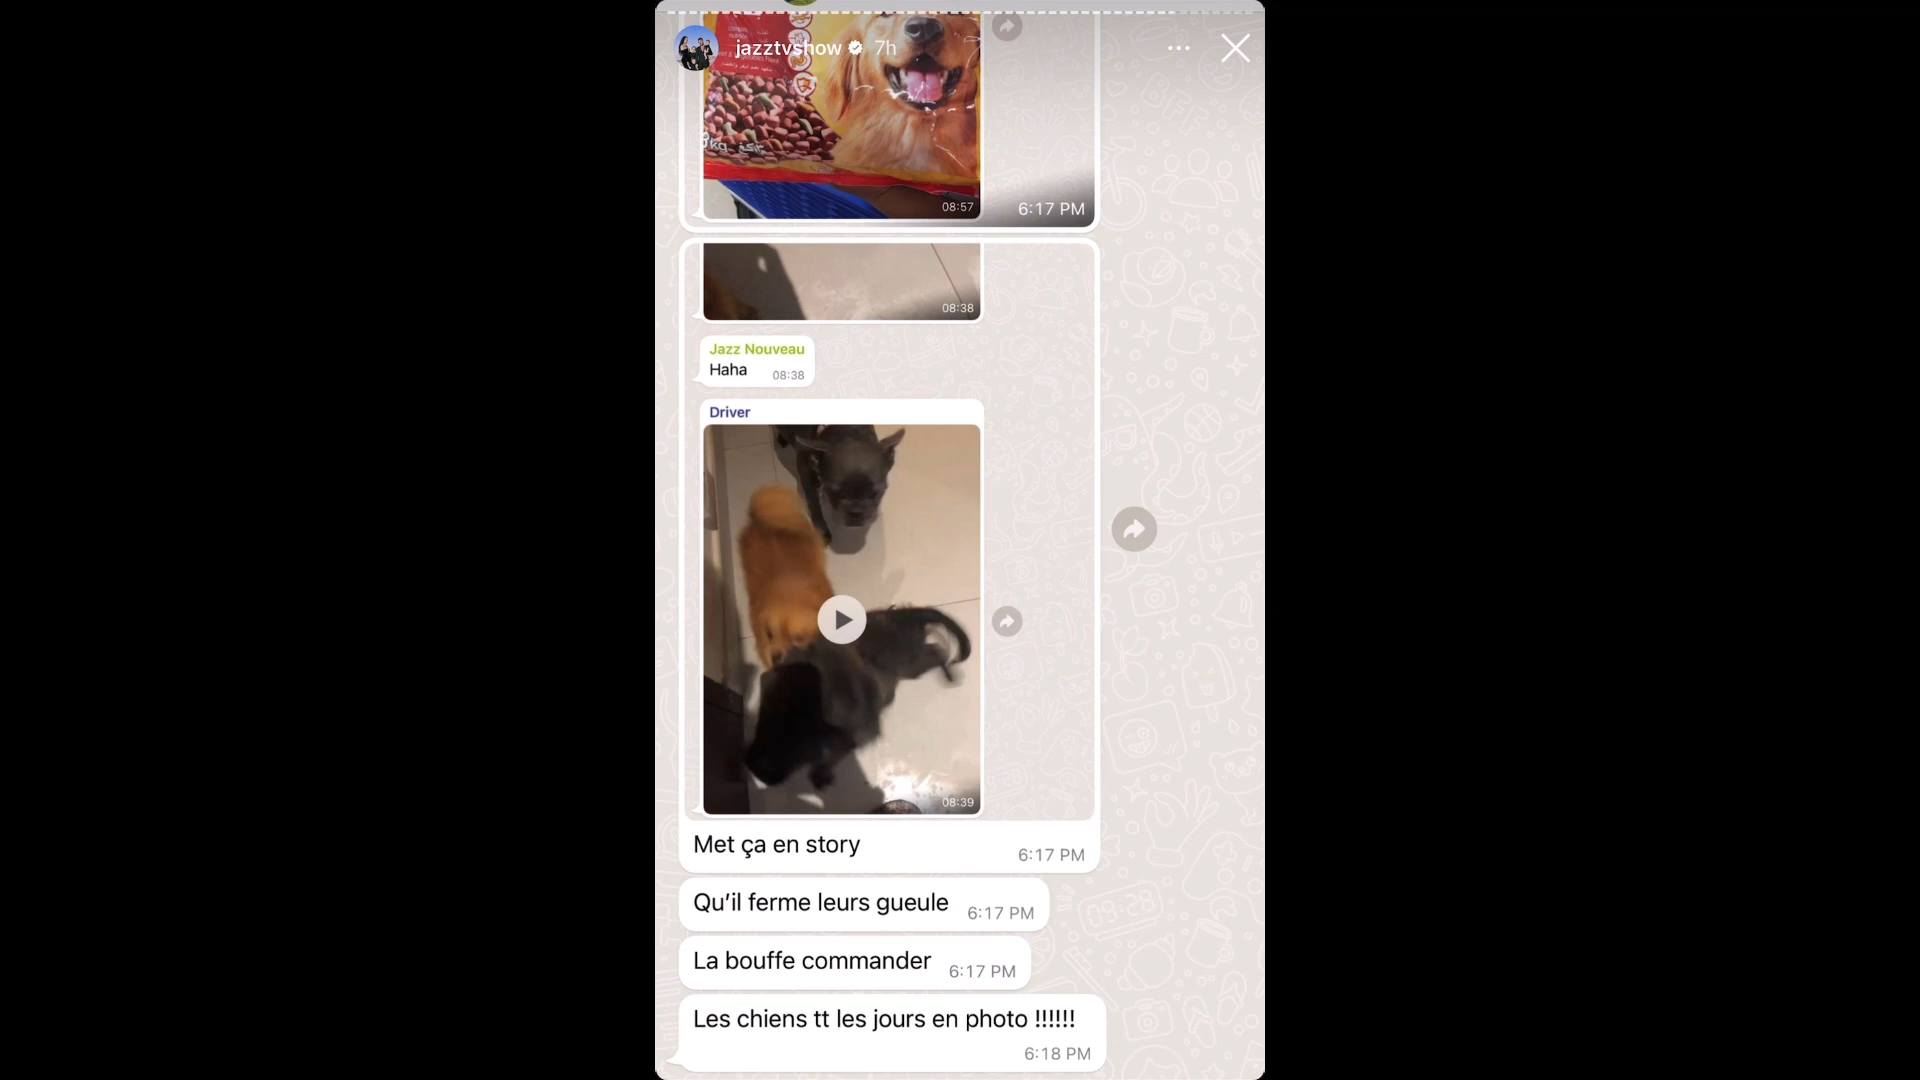 jazztvshow 7h
3kg
08:57
6:17 PM
08:38
Jazz Nouveau
Haha 08:38
Driver
08:39
Met ça en story
6:17 PM
Qu'il ferme leurs gueule 6:17 PM
La bouffe commander 6:17 PM
Les chiens tt les jours en photo !!!!!!
6:18 PM